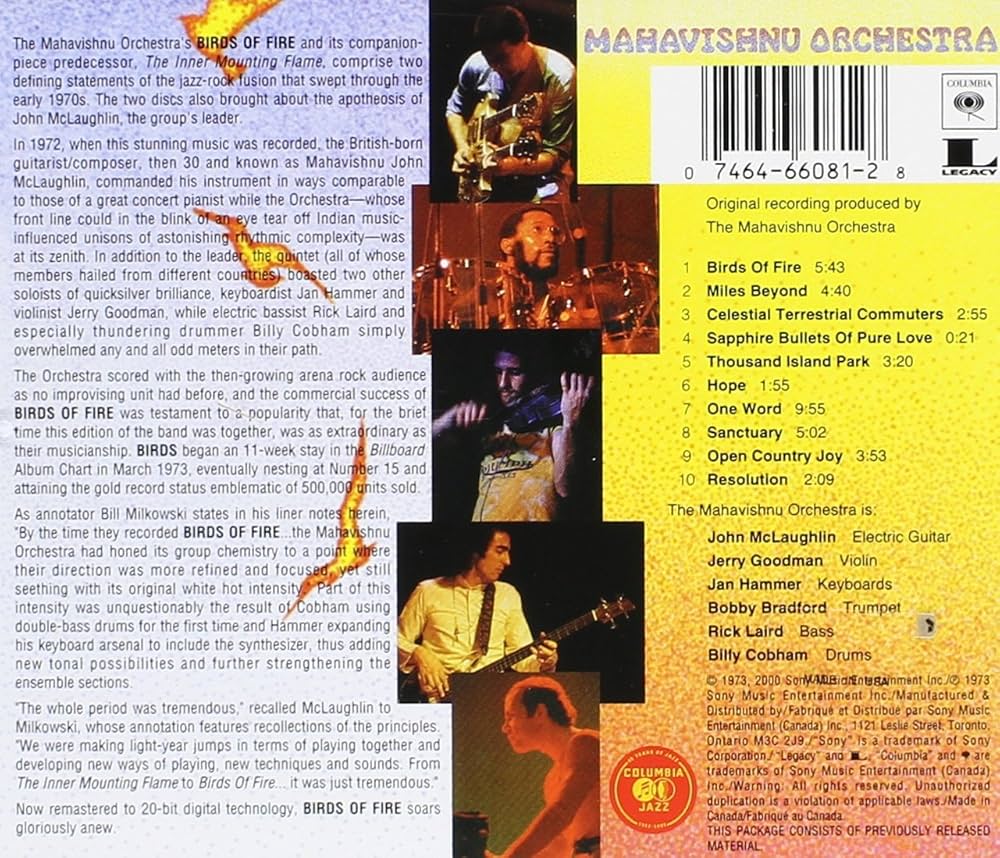 The Mahavishnu Orchestra's BIRDS OF FIRE and its companion-
piece predecessor, The Inner Mounting Flame, comprise two
defining statements of the jazz-rock fusion that swept through the
early 1970s. The two discs also brought about the apotheosis of
John McLaughlin, the group's leader.
In 1972, when this stunning music was recorded, the British-born
guitarist/composer, then 30 and known as Mahavishnu John
McLaughlin, commanded his instrument in ways comparable
to those of a great concert pianist while the Orchestra—whose
front line could in the blink of an eye tear off Indian music-
influenced unisons of astonishing rhythmic complexity—was
at its zenith. In addition to the leader, the quintet (all of whose
members hailed from different countries) boasted two other
soloists of quicksilver brilliance, keyboardist Jan Hammer and
violinist Jerry Goodman, while electric bassist Rick Laird and
especially thundering drummer Billy Cobham simply
overwhelmed any and all odd meters in their path.
The Orchestra scored with the then-growing arena rock audience
as no improvising unit had before, and the commercial success of
BIRDS OF FIRE was testament to a popularity that, for the brief
time this edition of the band was together, was as extraordinary as
their musicianship. BIRDS began an 11-week stay in the Billboard
Album Chart in March 1973, eventually nesting at Number 15 and
attaining the gold record status emblematic of 500,000 units sold.
As annotator Bill Milkowski states in his liner notes herein,
"By the time they recorded BIRDS OF FIRE...the Mahavishnu
Orchestra had honed its group chemistry to a point where
their direction was more refined and focused, yet still
seething with its original white hot intensity." Part of this
intensity was unquestionably the result of Cobham using
double-bass drums for the first time and Hammer expanding
his keyboard arsenal to include the synthesizer, thus adding
new tonal possibilities and further strengthening the
ensemble sections.
"The whole period was tremendous," recalled McLaughlin to
Milkowski, whose annotation features recollections of the principles.
"We were making light-year jumps in terms of playing together and
developing new ways of playing, new techniques and sounds. From
The Inner Mounting Flame to Birds Of Fire... it was just tremendous."
Now remastered to 20-bit digital technology, BIRDS OF FIRE soars
gloriously anew.
MAHAVISHNU ORCHESTRA
COLUMBIA
LEGACY
0 7464-66081-2 8
Original recording produced by
The Mahavishnu Orchestra
1 Birds Of Fire 5:43
2 Miles Beyond 4:40
3 Celestial Terrestrial Commuters 2:55
4 Sapphire Bullets Of Pure Love 0:21
5 Thousand Island Park 3:20
6 Hope 1:55
7 One Word 9:55
8 Sanctuary 5:02
9 Open Country Joy 3:53
10 Resolution 2:09
The Mahavishnu Orchestra is:
John McLaughlin Electric Guitar
Jerry Goodman Violin
Jan Hammer Keyboards
Bobby Bradford Trumpet
Rick Laird Bass
Billy Cobham Drums
© 1973, 2000 Sony Music Entertainment Inc./℗ 1973
Sony Music Entertainment Inc./Manufactured &
Distributed by/Fabriqué et Distribué par Sony Music
Entertainment (Canada) Inc., 1121 Leslie Street, Toronto,
Ontario M3C 2J9./"Sony" is a trademark of Sony
Corporation./"Legacy" and L, "Columbia" and are
trademarks of Sony Music Entertainment (Canada)
Inc./Warning: All rights reserved. Unauthorized
duplication is a violation of applicable laws./Made in
Canada/Fabriqué au Canada.
THIS PACKAGE CONSISTS OF PREVIOUSLY RELEASED
MATERIAL.
COLUMBIA
JAZZ